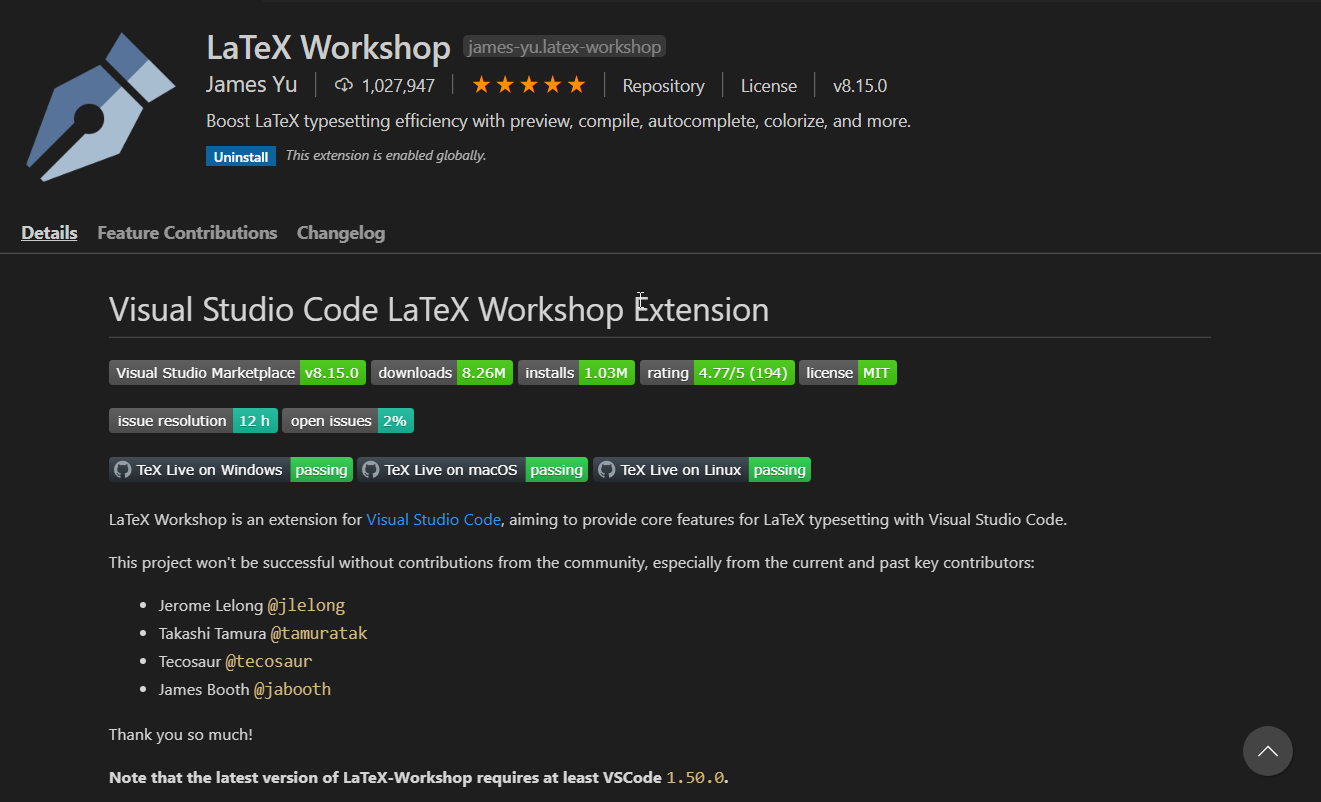 LaTeX Workshop james-yu.latex-workshop
James Yu 1,027,947 Repository License v8.15.0
Boost LaTeX typesetting efficiency with preview, compile, autocomplete, colorize, and more.
Uninstall This extension is enabled globally.
Details Feature Contributions Changelog
Visual Studio Code LaTeX Workshop Extension
Visual Studio Marketplace v8.15.0 downloads 8.26M installs 1.03M rating 4.77/5 (194) license MIT
issue resolution 12 h open issues 2%
TeX Live on Windows passing TeX Live on macOS passing TeX Live on Linux passing
LaTeX Workshop is an extension for Visual Studio Code, aiming to provide core features for LaTeX typesetting with Visual Studio Code.
This project won't be successful without contributions from the community, especially from the current and past key contributors:
• Jerome Lelong @jlelong
• Takashi Tamura @tamuratak
• Tecosaur @tecosaur
• James Booth @jabooth
Thank you so much!
Note that the latest version of LaTeX-Workshop requires at least VSCode 1.50.0.